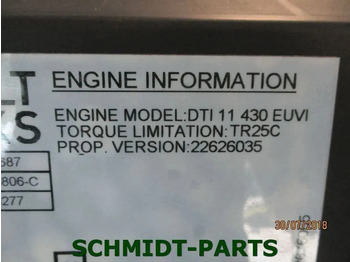 LT
ENGINE INFORMATION
KS
ENGINE MODEL:DTI 11 430 EUVI
TORQUE LIMITATION:TR25C
PROP. VERSION:22626035
687
806-C
277
30/07/2018
SCHMIDT-PARTS